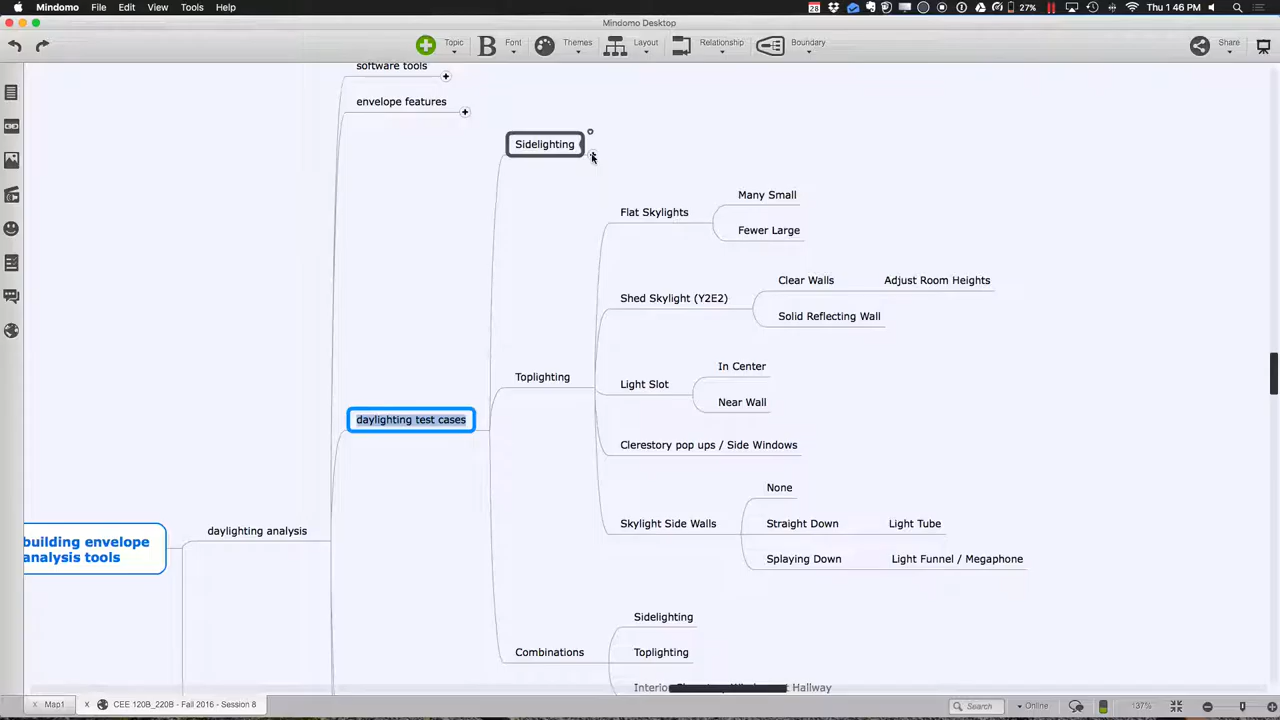 Mindomo File Edit View Tools Help
28 27% Thu 1:46 PM
Mindomo Desktop
Topic Font Themes Layout Relationship Boundary Share
software tools
envelope features
Sidelighting
Many Small
Flat Skylights
Fewer Large
Clear Walls Adjust Room Heights
Shed Skylight (Y2E2)
Solid Reflecting Wall
In Center
Toplighting
Light Slot
Near Wall
daylighting test cases
Clerestory pop ups / Side Windows
None
Skylight Side Walls Straight Down Light Tube
daylighting analysis
building envelope
analysis tools
Splaying Down Light Funnel / Megaphone
Sidelighting
Combinations Toplighting
Hallway
Map1 CEE 120B_220B - Fall 2016 - Session 8 Search Online 137%